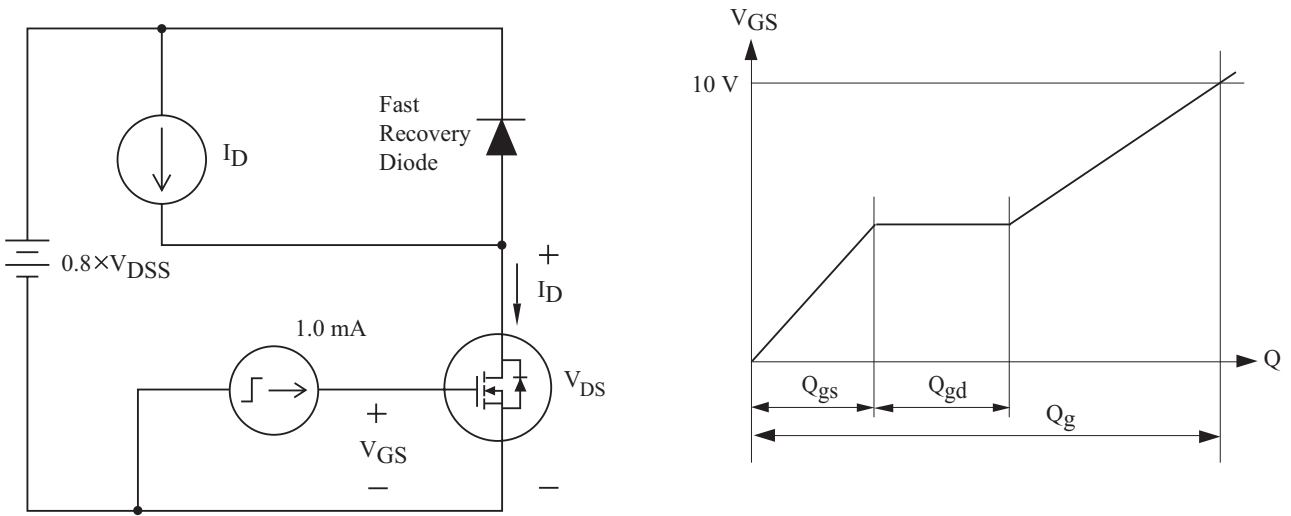 I_D
Fast
Recovery
Diode
0.8×V_DSS
+
I_D
1.0 mA
V_DS
+
V_GS
−
−
V_GS
10 V
Q
Q_gs
Q_gd
Q_g